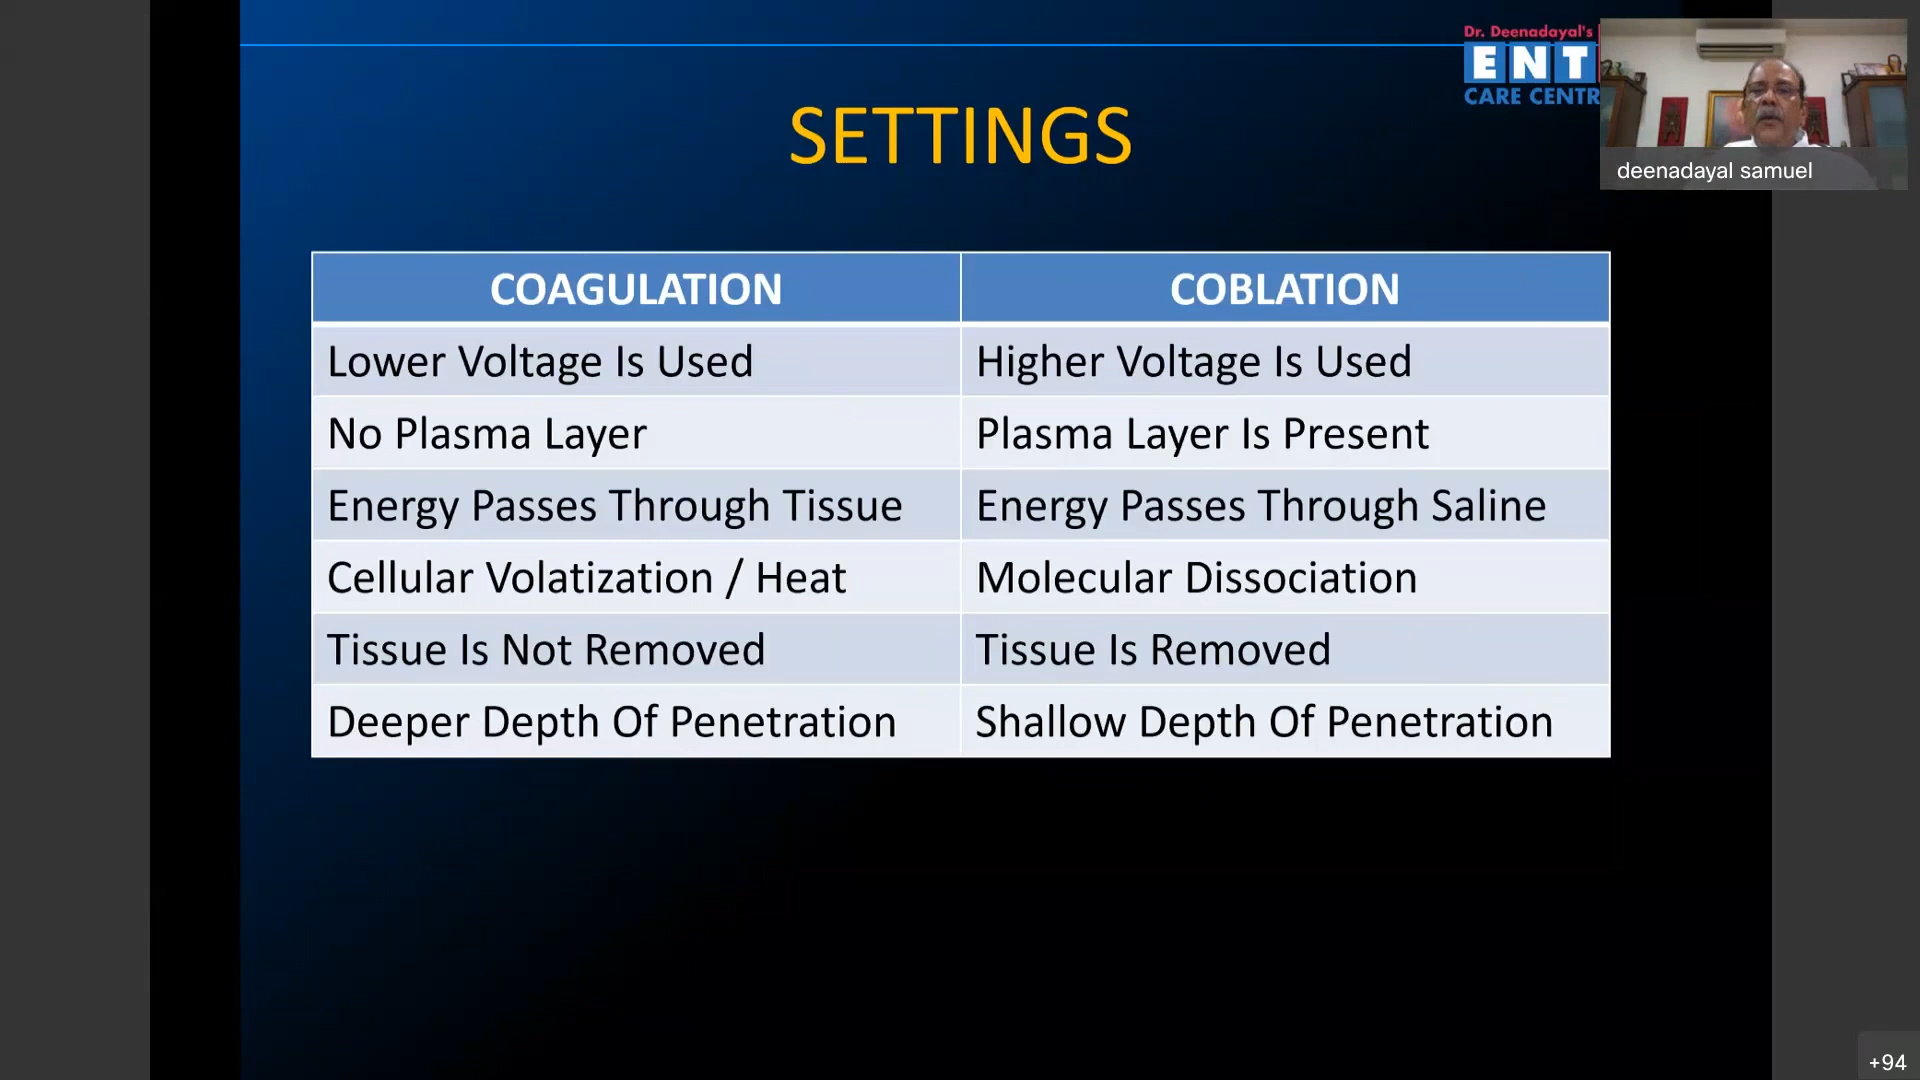 Dr. Deenadayal's
ENT
CARE CENTR
deenadayal samuel
SETTINGS
COAGULATION COBLATION
Lower Voltage Is Used Higher Voltage Is Used
No Plasma Layer Plasma Layer Is Present
Energy Passes Through Tissue Energy Passes Through Saline
Cellular Volatization / Heat Molecular Dissociation
Tissue Is Not Removed Tissue Is Removed
Deeper Depth Of Penetration Shallow Depth Of Penetration
+94